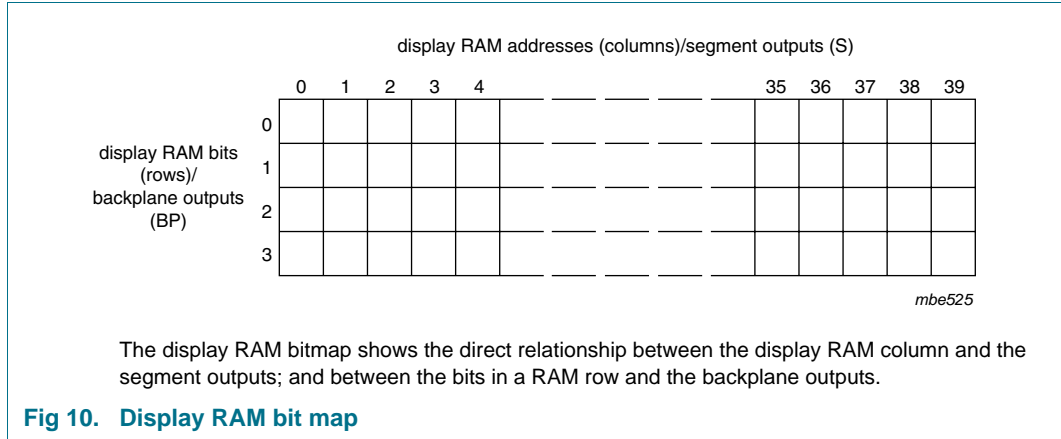 display RAM addresses (columns)/segment outputs (S)
0 1 2 3 4 35 36 37 38 39
0
display RAM bits
(rows)/
backplane outputs
(BP)
1
2
3
mbe525
The display RAM bitmap shows the direct relationship between the display RAM column and the
segment outputs; and between the bits in a RAM row and the backplane outputs.
Fig 10. Display RAM bit map